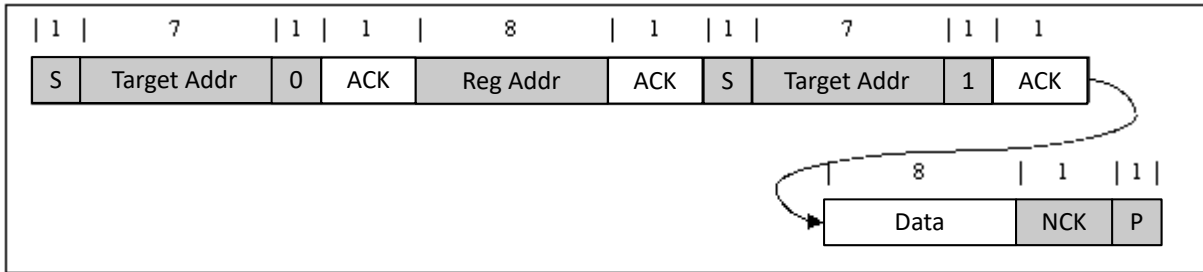 | 1 | 7 | 1 | 1 | 8 | 1 | 1 | 7 | 1 | 1
S Target Addr 0 ACK Reg Addr ACK S Target Addr 1 ACK
| 8 | 1 | 1 |
Data NCK P